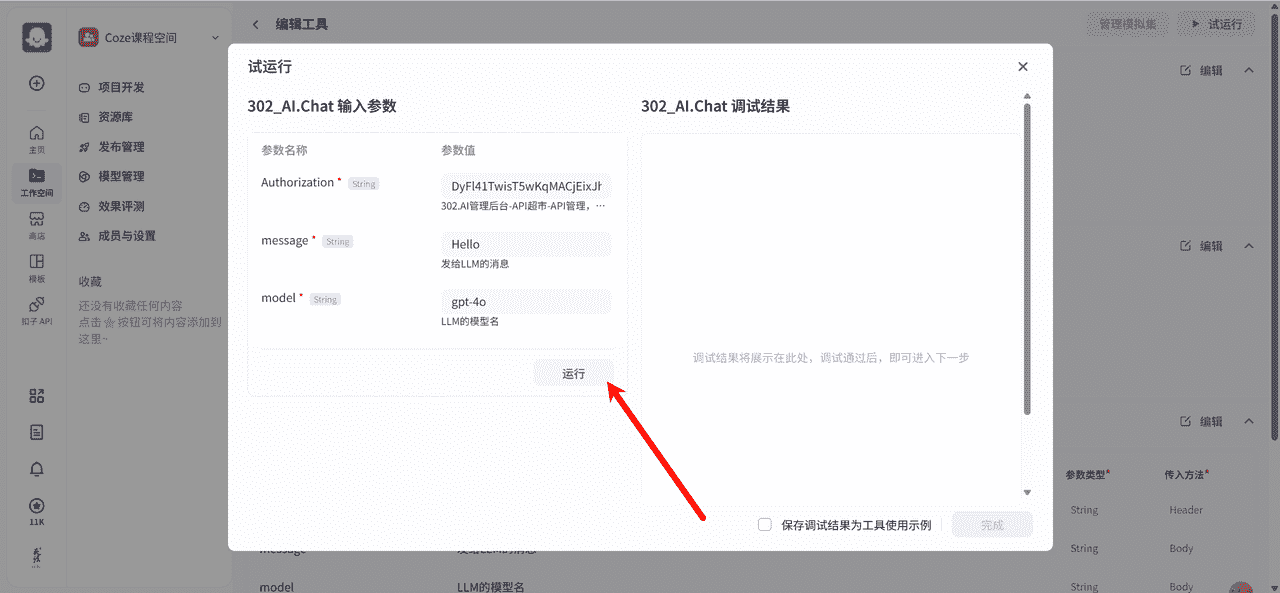 Coze课程空间
项目开发
资源库
发布管理
模型管理
效果评测
成员与设置
收藏
还没有收藏任何内容
点击 ☆ 按钮可将内容添加到
这里~
主页
工作空间
商店
模板
扣子 API
11K
编辑工具
管理模拟集
试运行
编辑
编辑
编辑
试运行
302_AI.Chat 输入参数
参数名称 参数值
Authorization * String DyFl41TwisT5wKqMACjEixJh
302.AI管理后台-API超市-API管理，…
message * String Hello
发给LLM的消息
model * String gpt-4o
LLM的模型名
运行
302_AI.Chat 调试结果
调试结果将展示在此处，调试通过后，即可进入下一步
保存调试结果为工具使用示例
完成
参数类型* 传入方法*
String Header
message 发给LLM的消息 String Body
model LLM的模型名 String Body